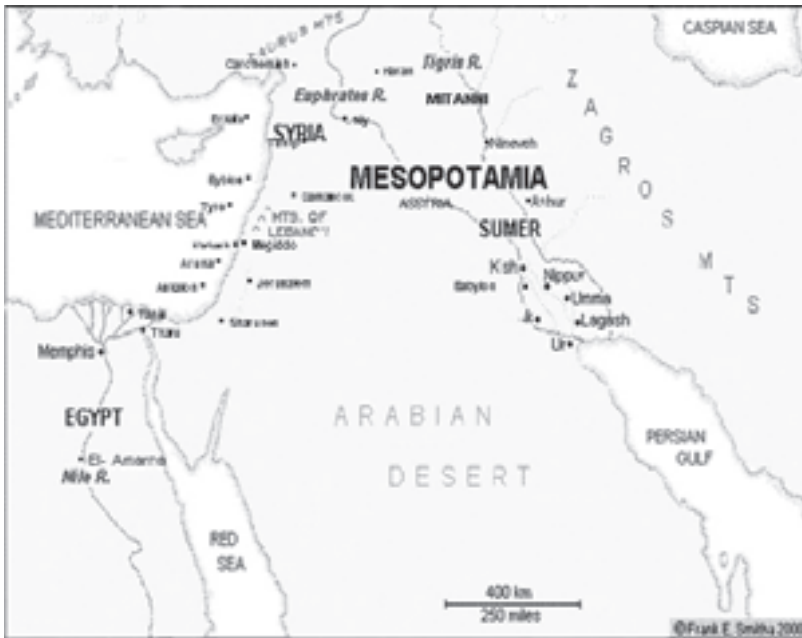 CASPIAN SEA
TAURUS MTS
Carchemish
Haran
Tigris R.
Euphrates R.
MITANNI
ZAGROS MTS
SYRIA
Nineveh
MESOPOTAMIA
Byblos
Damascus
ASSYRIA
Ashur
MEDITERRANEAN SEA
Tyre
MTS. OF
LEBANON
SUMER
Megiddo
Kish
Nippur
Babylon
Jerusalem
Umma
Lagash
Ur
Memphis
ARABIAN
DESERT
EGYPT
El- Amarna
Nile R.
PERSIAN
GULF
RED
SEA
400 km
250 miles
©Frank E. Smitha 2000